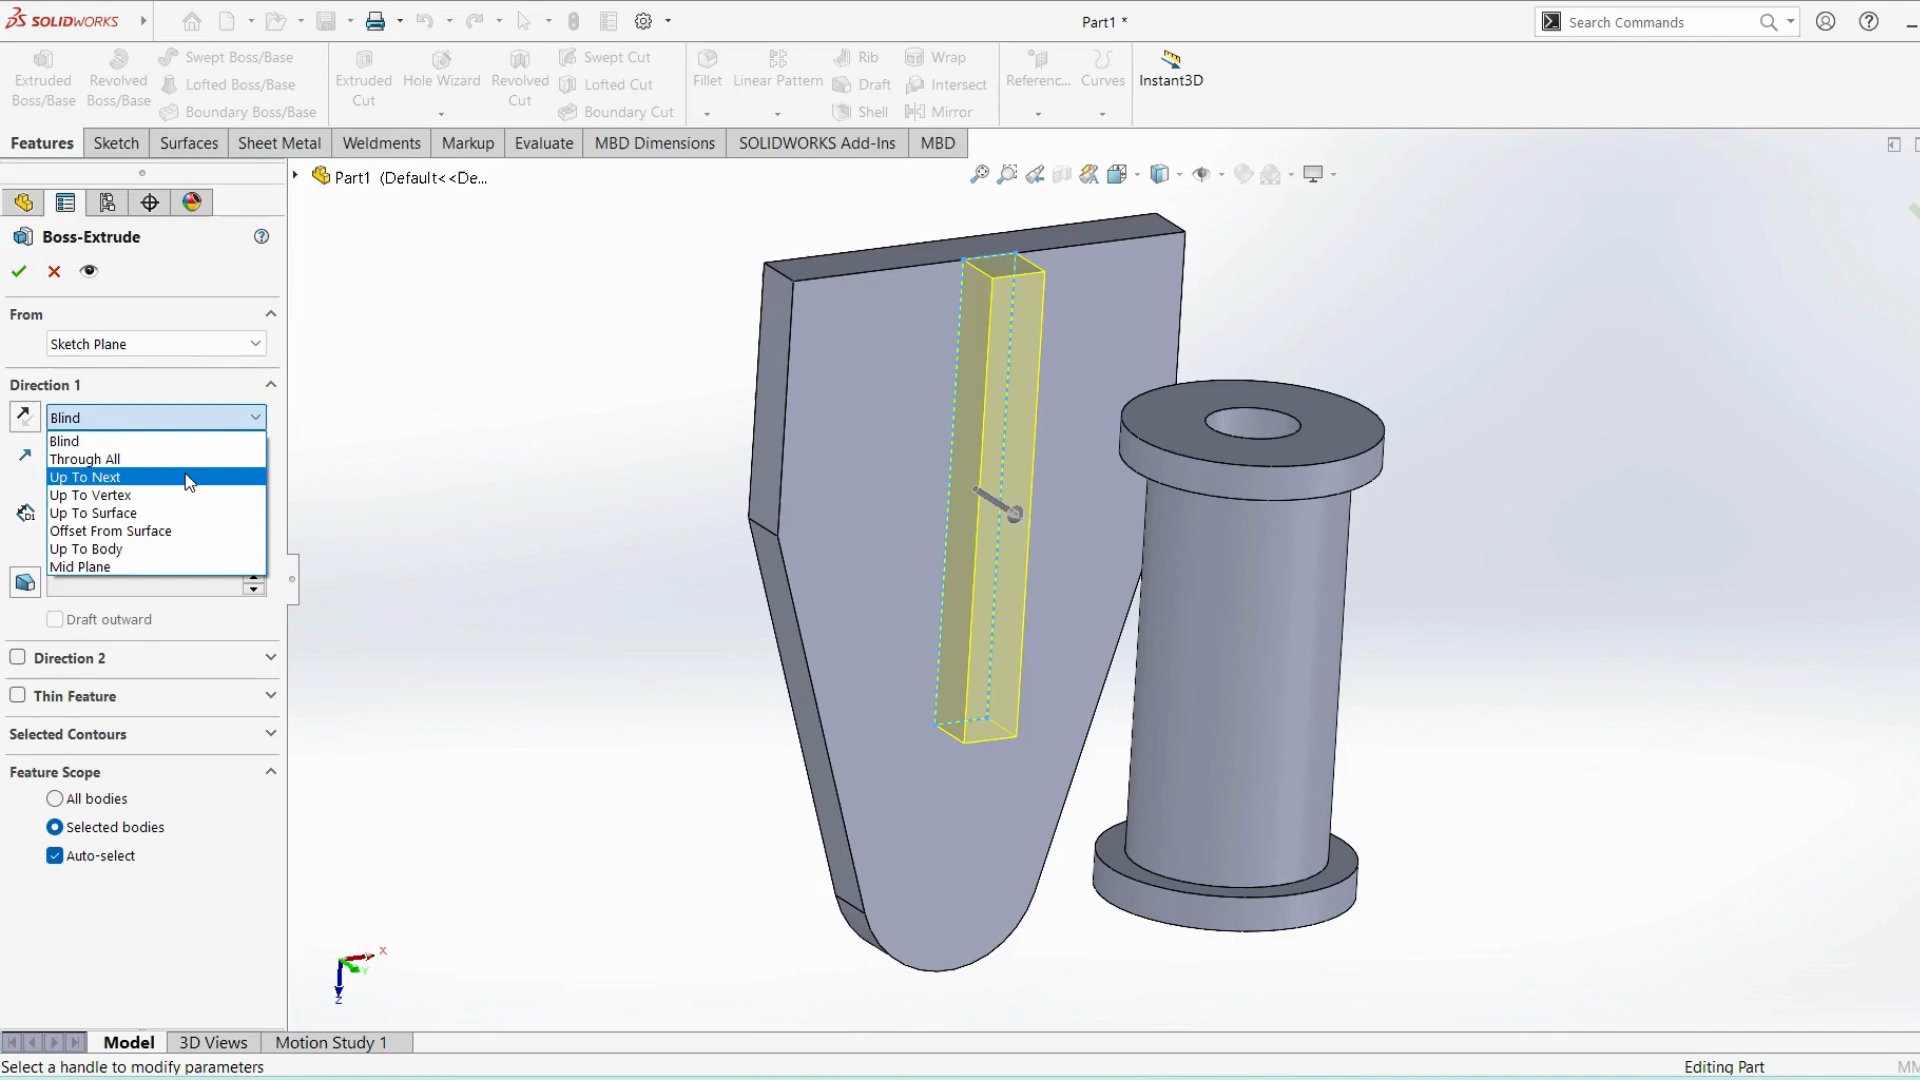 SOLIDWORKS
Part1 *
Search Commands
Extruded Boss/Base
Revolved Boss/Base
Swept Boss/Base
Lofted Boss/Base
Boundary Boss/Base
Extruded Cut
Hole Wizard
Revolved Cut
Swept Cut
Lofted Cut
Boundary Cut
Fillet
Linear Pattern
Rib
Draft
Shell
Wrap
Intersect
Mirror
Referenc...
Curves
Instant3D
Features
Sketch
Surfaces
Sheet Metal
Weldments
Markup
Evaluate
MBD Dimensions
SOLIDWORKS Add-Ins
MBD
Part1 (Default<<De...
Boss-Extrude
From
Sketch Plane
Direction 1
Blind
Blind
Through All
Up To Next
Up To Vertex
Up To Surface
Offset From Surface
Up To Body
Mid Plane
D1
Draft outward
Direction 2
Thin Feature
Selected Contours
Feature Scope
All bodies
Selected bodies
Auto-select
X
Y
Z
Model
3D Views
Motion Study 1
Select a handle to modify parameters
Editing Part